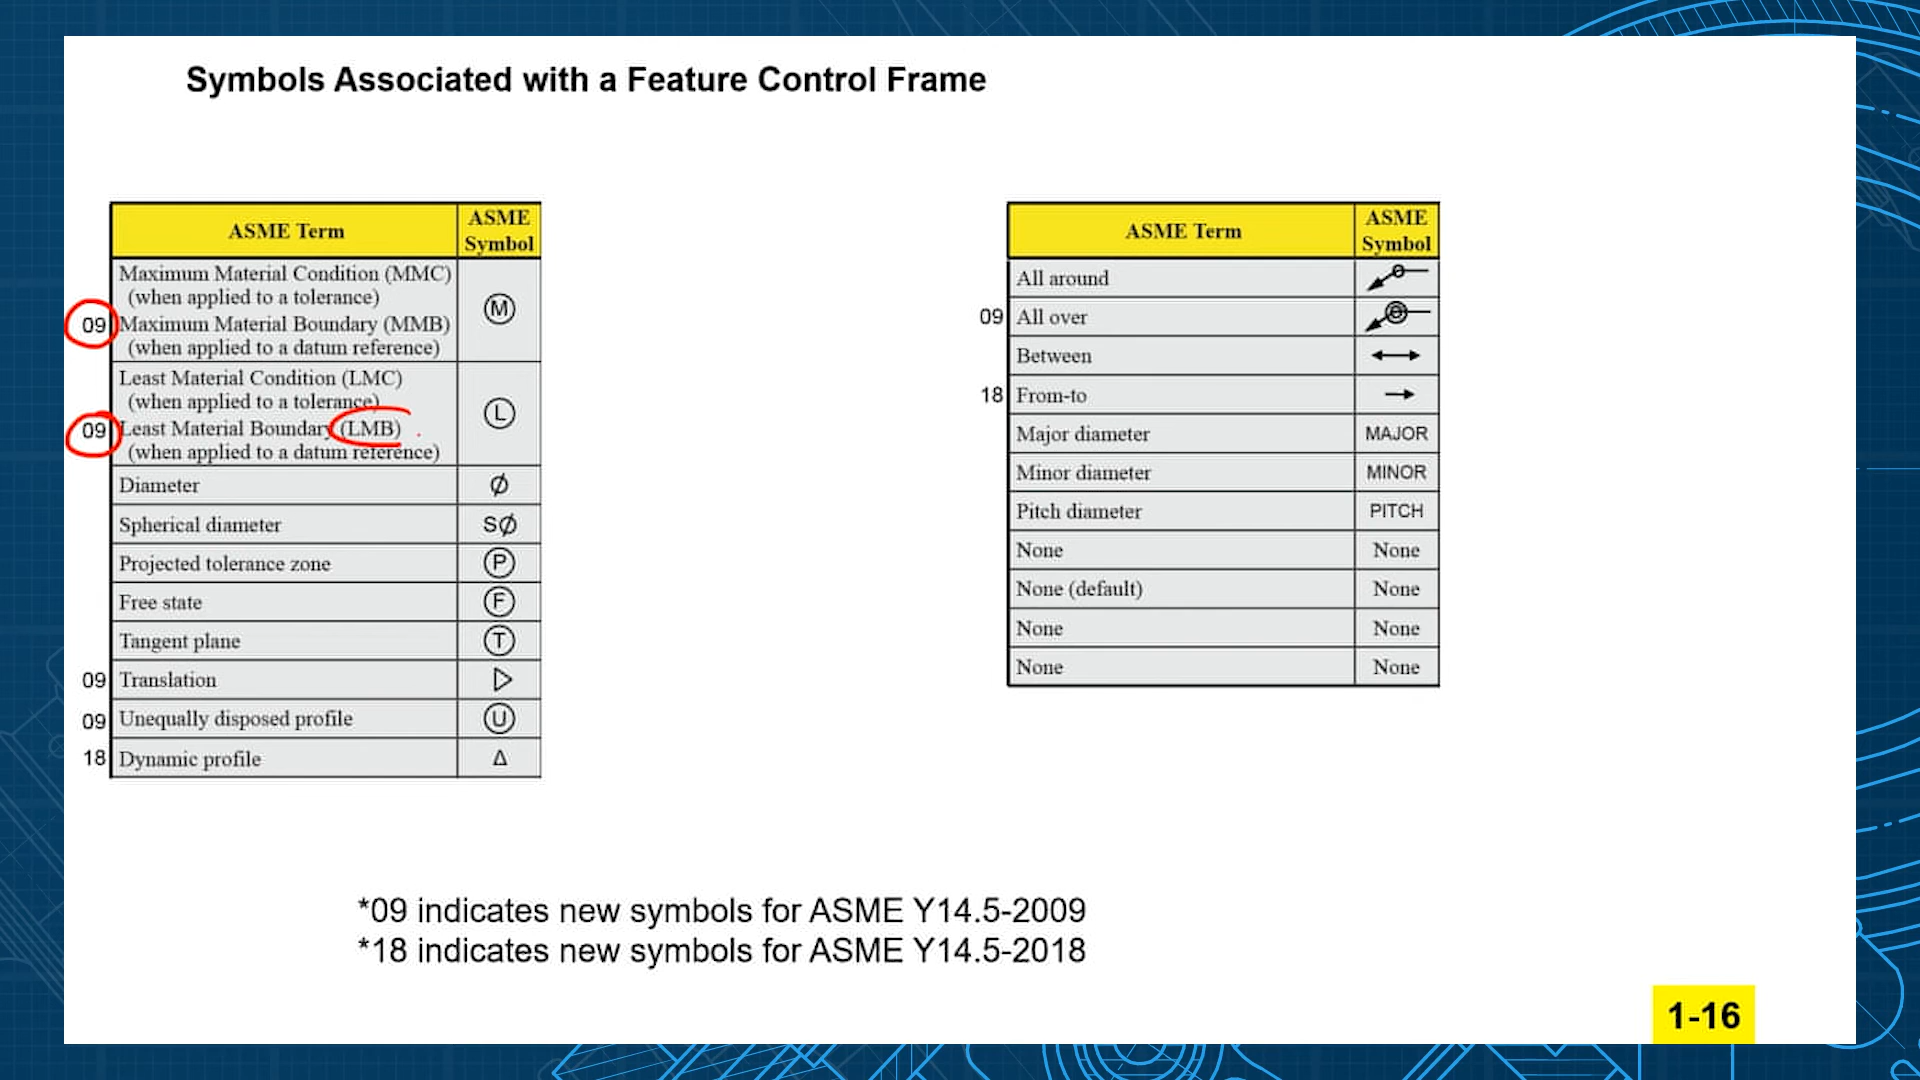 Symbols Associated with a Feature Control Frame
ASME Term
ASME
Symbol
Maximum Material Condition (MMC)
(when applied to a tolerance)
Ⓜ
09 Maximum Material Boundary (MMB)
(when applied to a datum reference)
Least Material Condition (LMC)
(when applied to a tolerance)
Ⓛ
09 Least Material Boundary (LMB)
(when applied to a datum reference)
Diameter Ø
Spherical diameter SØ
Projected tolerance zone Ⓟ
Free state Ⓕ
Tangent plane Ⓣ
09 Translation ▷
09 Unequally disposed profile Ⓤ
18 Dynamic profile Δ
ASME Term
ASME
Symbol
All around
09 All over
Between ↔
18 From-to →
Major diameter MAJOR
Minor diameter MINOR
Pitch diameter PITCH
None None
None (default) None
None None
None None
*09 indicates new symbols for ASME Y14.5-2009
*18 indicates new symbols for ASME Y14.5-2018
1-16